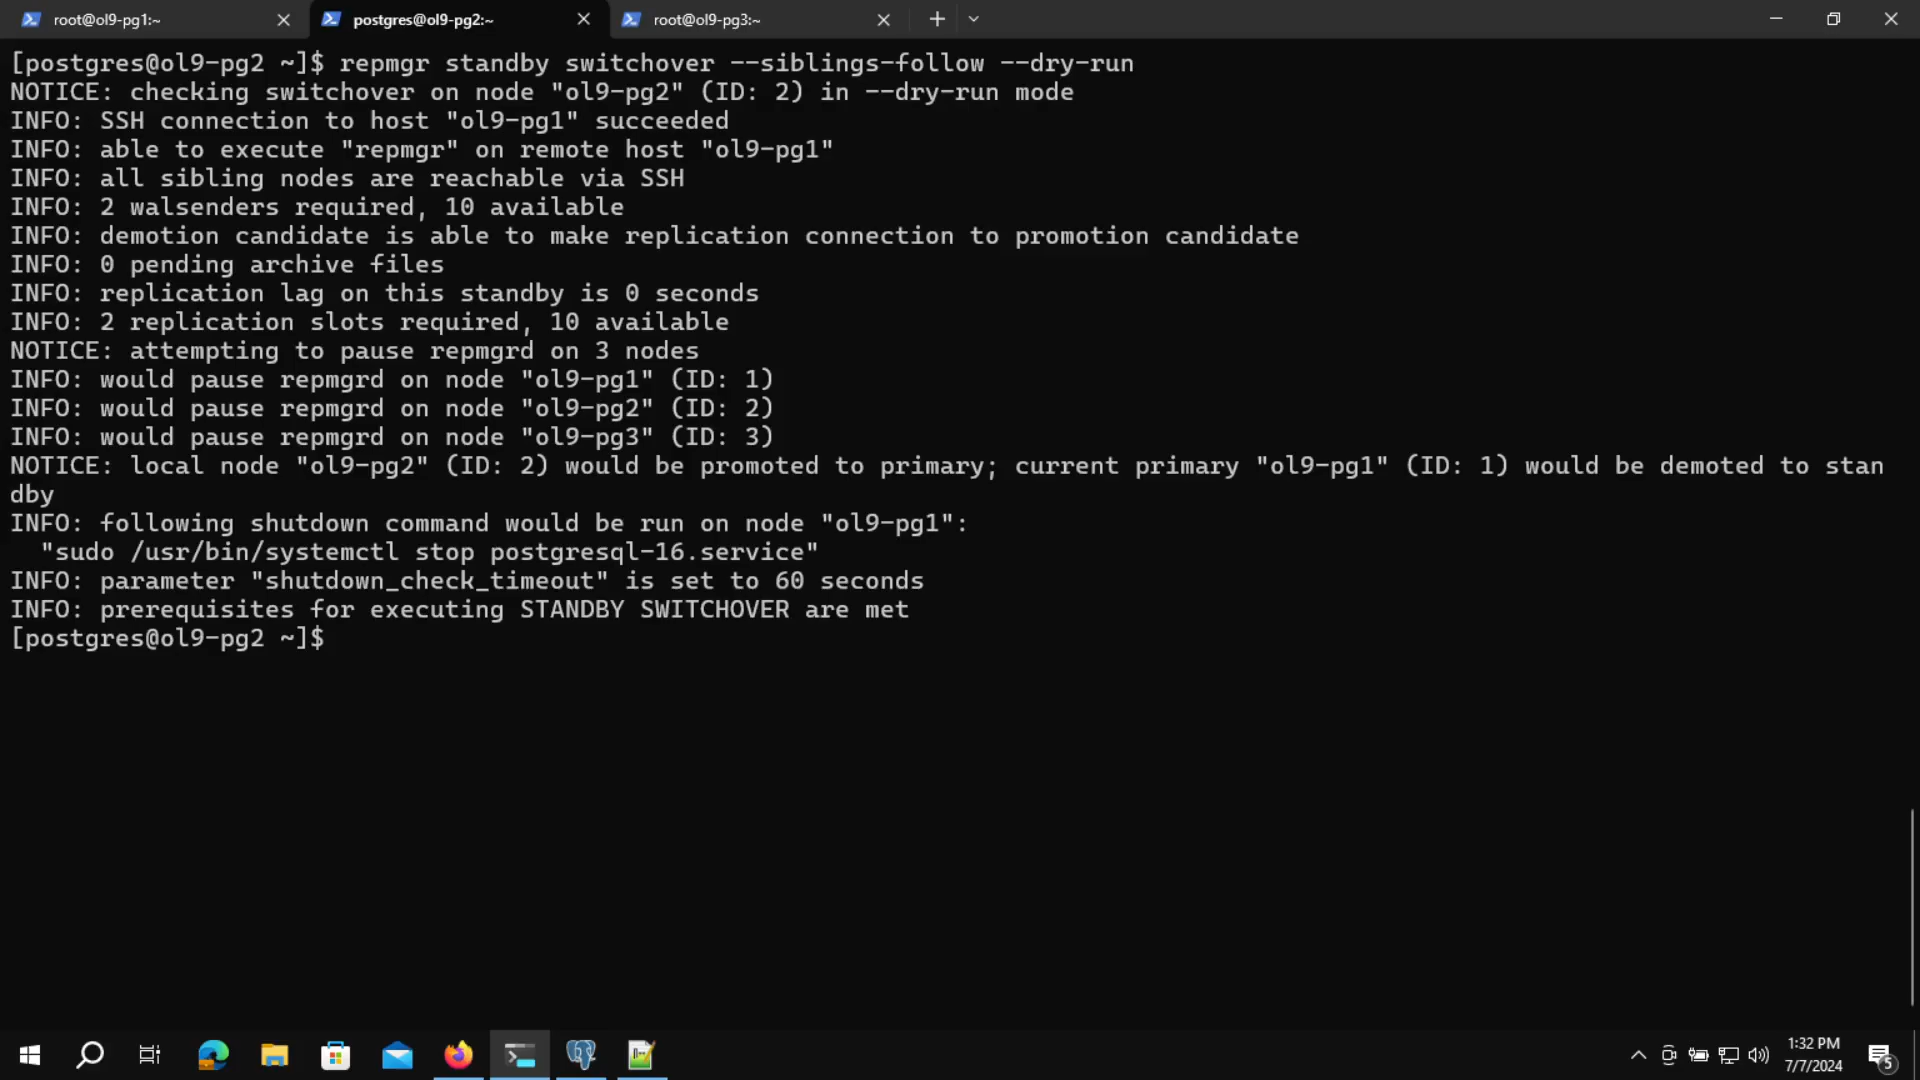 root@ol9-pg1:~
postgres@ol9-pg2:~
root@ol9-pg3:~
[postgres@ol9-pg2 ~]$ repmgr standby switchover --siblings-follow --dry-run
NOTICE: checking switchover on node "ol9-pg2" (ID: 2) in --dry-run mode
INFO: SSH connection to host "ol9-pg1" succeeded
INFO: able to execute "repmgr" on remote host "ol9-pg1"
INFO: all sibling nodes are reachable via SSH
INFO: 2 walsenders required, 10 available
INFO: demotion candidate is able to make replication connection to promotion candidate
INFO: 0 pending archive files
INFO: replication lag on this standby is 0 seconds
INFO: 2 replication slots required, 10 available
NOTICE: attempting to pause repmgrd on 3 nodes
INFO: would pause repmgrd on node "ol9-pg1" (ID: 1)
INFO: would pause repmgrd on node "ol9-pg2" (ID: 2)
INFO: would pause repmgrd on node "ol9-pg3" (ID: 3)
NOTICE: local node "ol9-pg2" (ID: 2) would be promoted to primary; current primary "ol9-pg1" (ID: 1) would be demoted to stan
dby
INFO: following shutdown command would be run on node "ol9-pg1":
  "sudo /usr/bin/systemctl stop postgresql-16.service"
INFO: parameter "shutdown_check_timeout" is set to 60 seconds
INFO: prerequisites for executing STANDBY SWITCHOVER are met
[postgres@ol9-pg2 ~]$
1:32 PM
7/7/2024
5